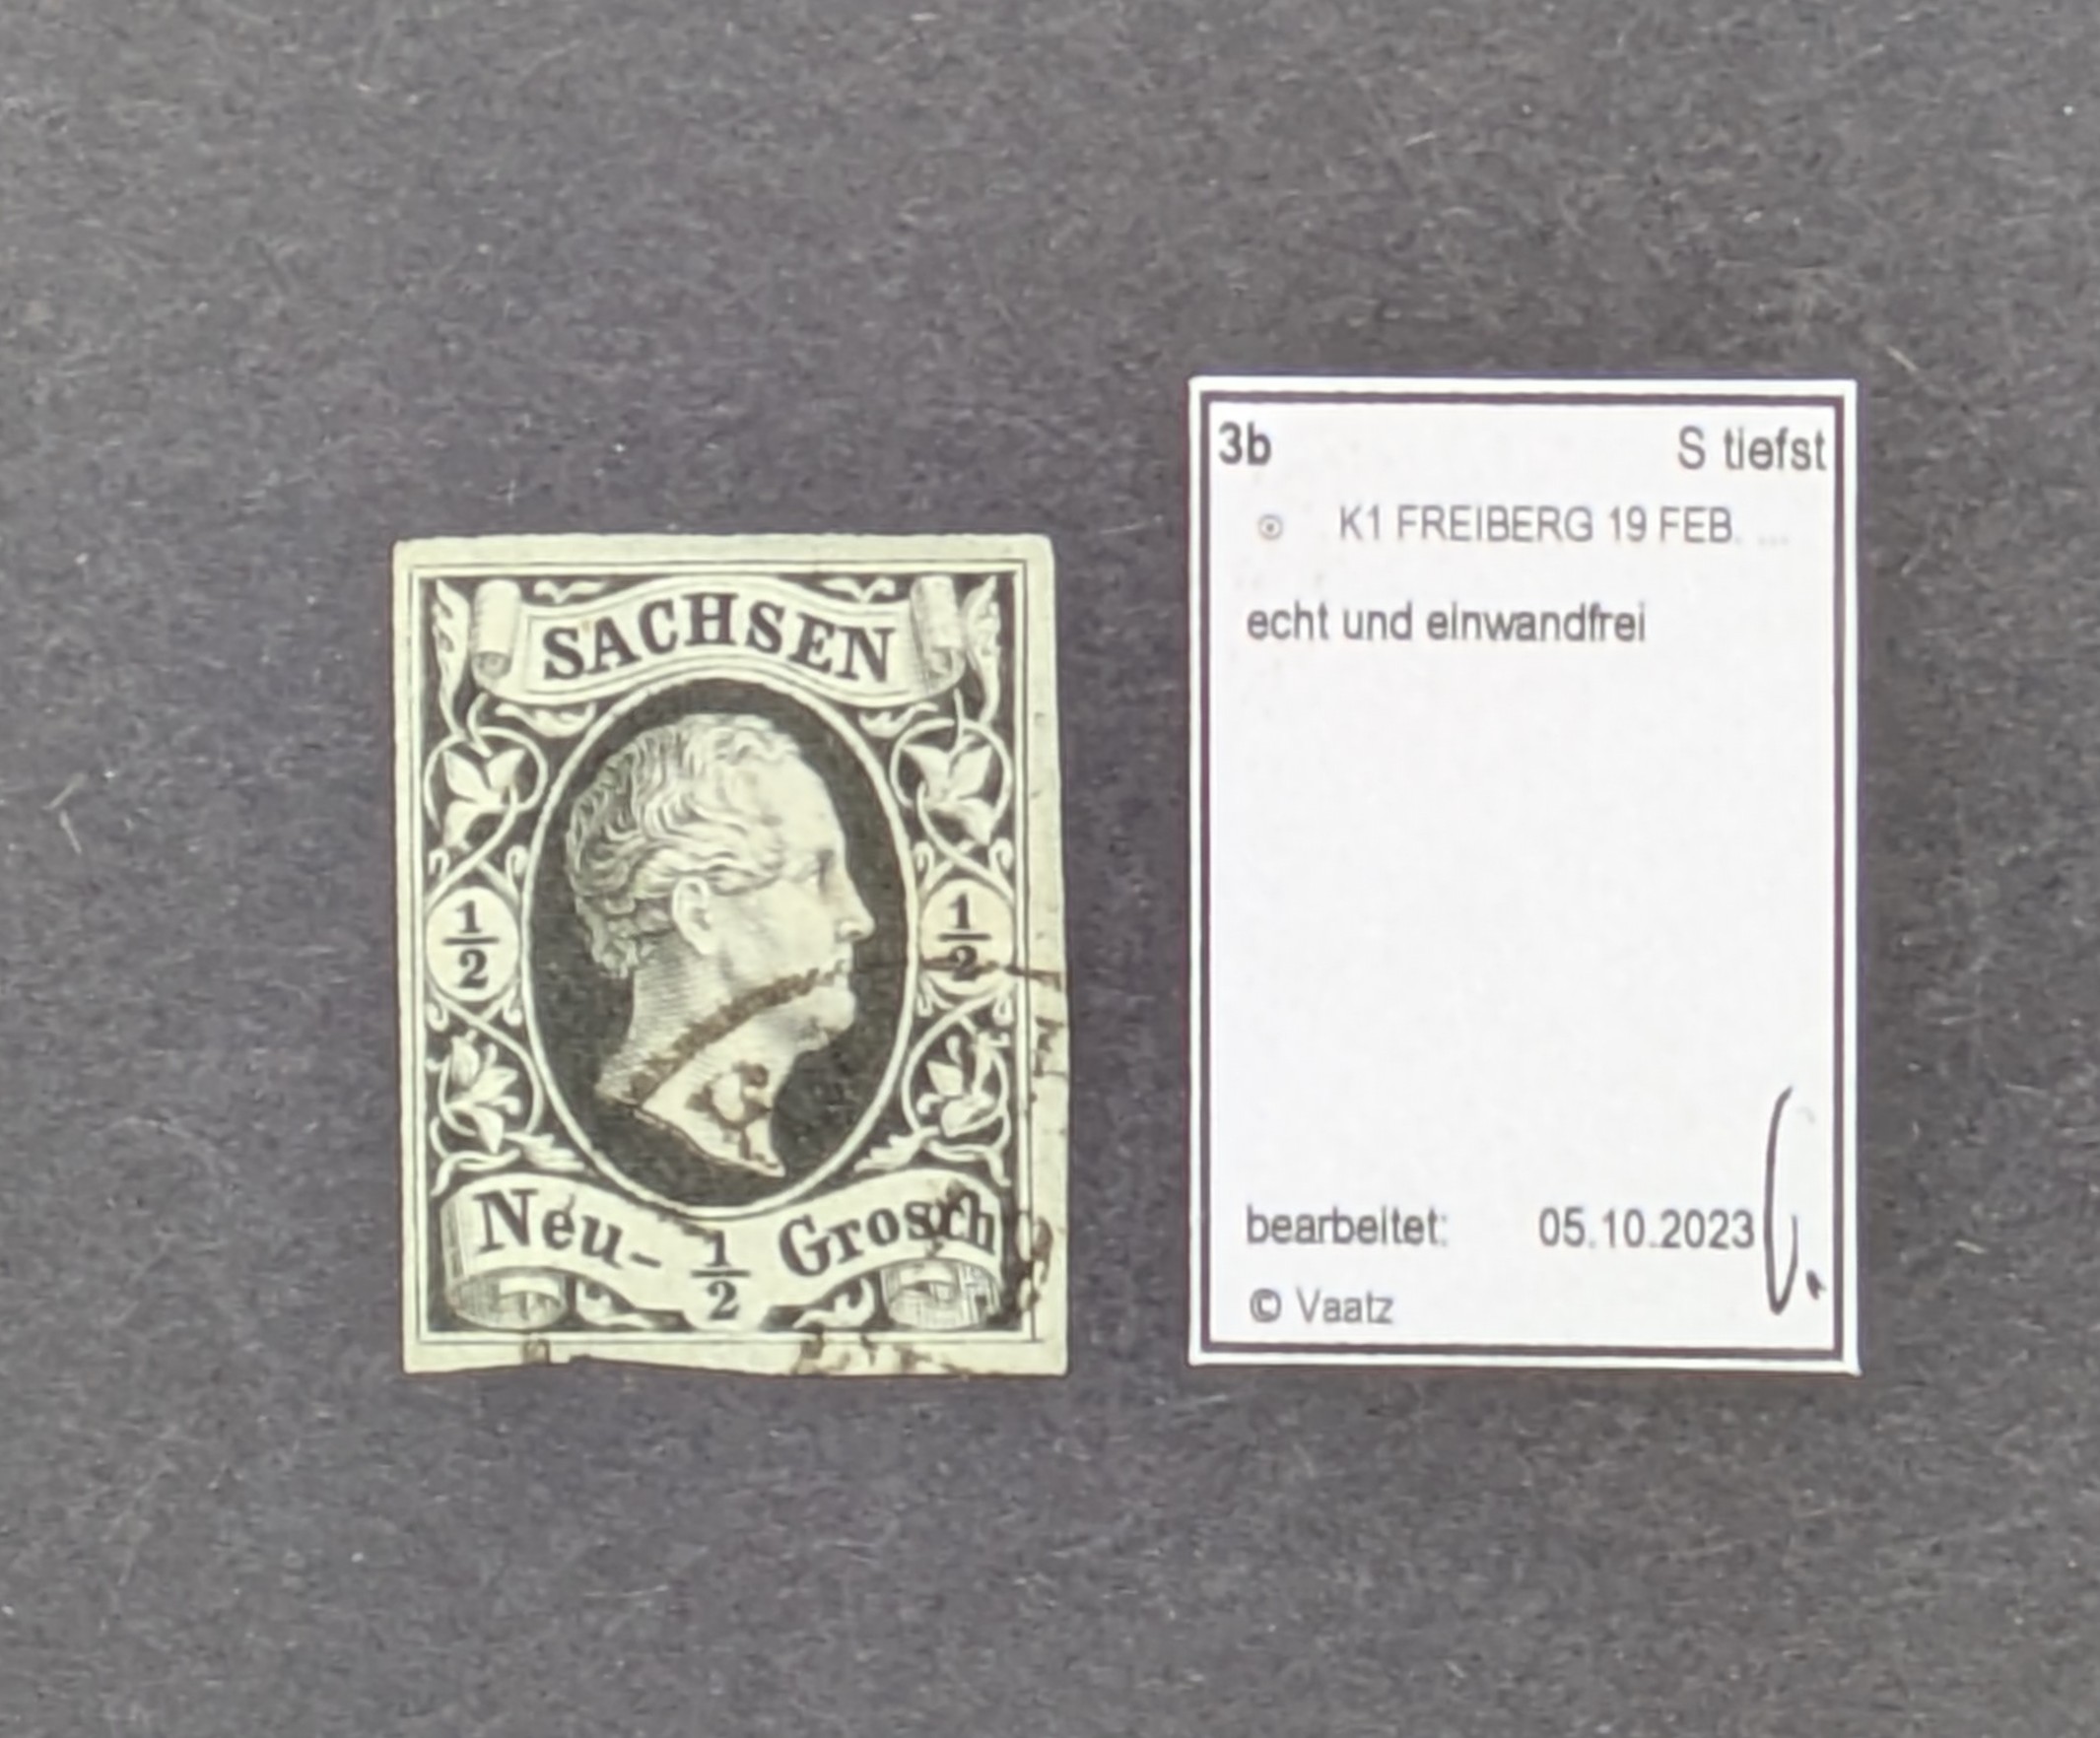 SACHSEN
1/2 1/2
Neu- 1/2 Grosch
3b S tiefst
K1 FREIBERG 19 FEB. ...
echt und einwandfrei
bearbeitet: 05.10.2023
© Vaatz